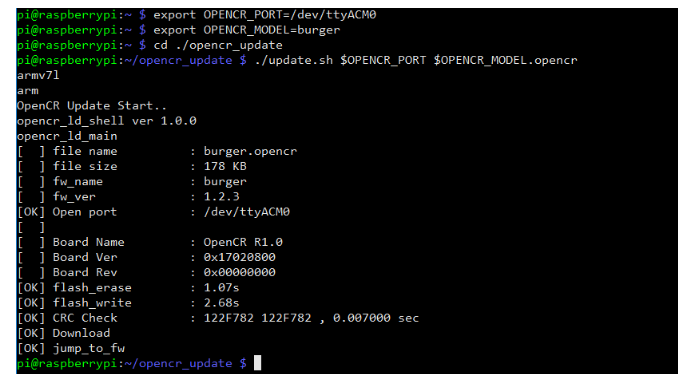 pi@raspberrypi:~ $ export OPENCR_PORT=/dev/ttyACM0
pi@raspberrypi:~ $ export OPENCR_MODEL=burger
pi@raspberrypi:~ $ cd ./opencr_update
pi@raspberrypi:~/opencr_update $ ./update.sh $OPENCR_PORT $OPENCR_MODEL.opencr
armv7l
arm
OpenCR Update Start..
opencr_ld_shell ver 1.0.0
opencr_ld_main
[  ] file name          : burger.opencr
[  ] file size          : 178 KB
[  ] fw_name            : burger
[  ] fw_ver             : 1.2.3
[OK] Open port          : /dev/ttyACM0
[  ]
[  ] Board Name         : OpenCR R1.0
[  ] Board Ver          : 0x17020800
[  ] Board Rev          : 0x00000000
[OK] flash_erase        : 1.07s
[OK] flash_write        : 2.68s
[OK] CRC Check          : 122F782 122F782 , 0.007000 sec
[OK] Download
[OK] jump_to_fw
pi@raspberrypi:~/opencr_update $